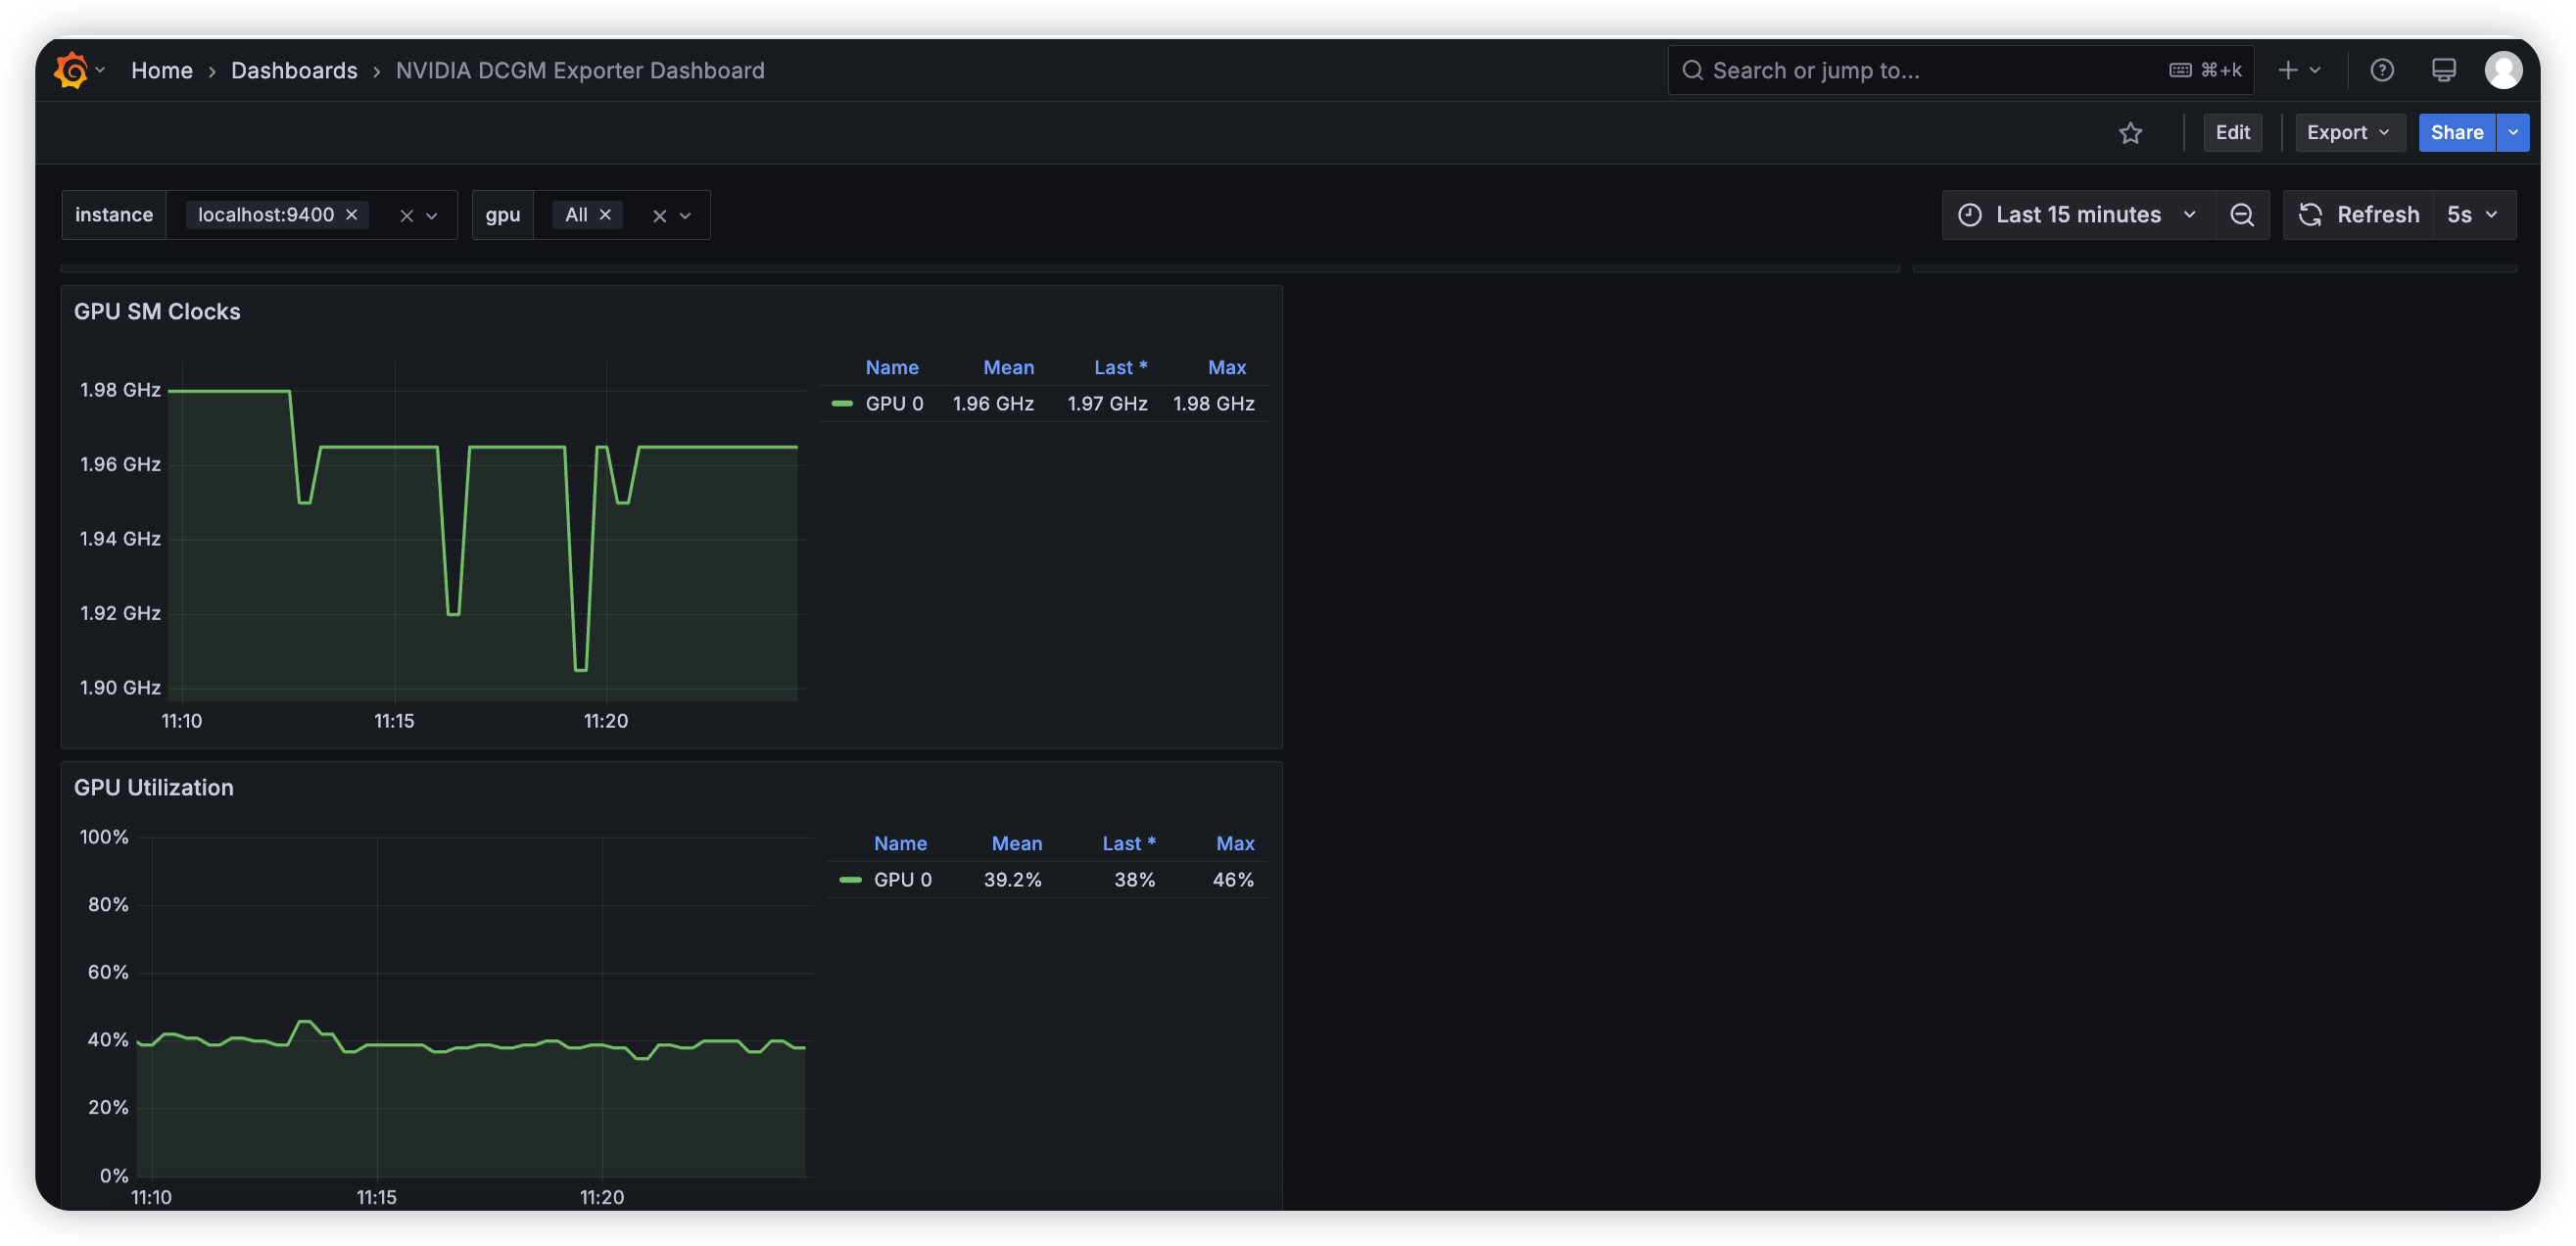 Home > Dashboards > NVIDIA DCGM Exporter Dashboard
Search or jump to...
⌘+k
Edit
Export
Share
instance localhost:9400
gpu All
Last 15 minutes
Refresh 5s
GPU SM Clocks
1.98 GHz
1.96 GHz
1.94 GHz
1.92 GHz
1.90 GHz
11:10 11:15 11:20
Name Mean Last * Max
GPU 0 1.96 GHz 1.97 GHz 1.98 GHz
GPU Utilization
100%
80%
60%
40%
20%
0%
11:10 11:15 11:20
Name Mean Last * Max
GPU 0 39.2% 38% 46%